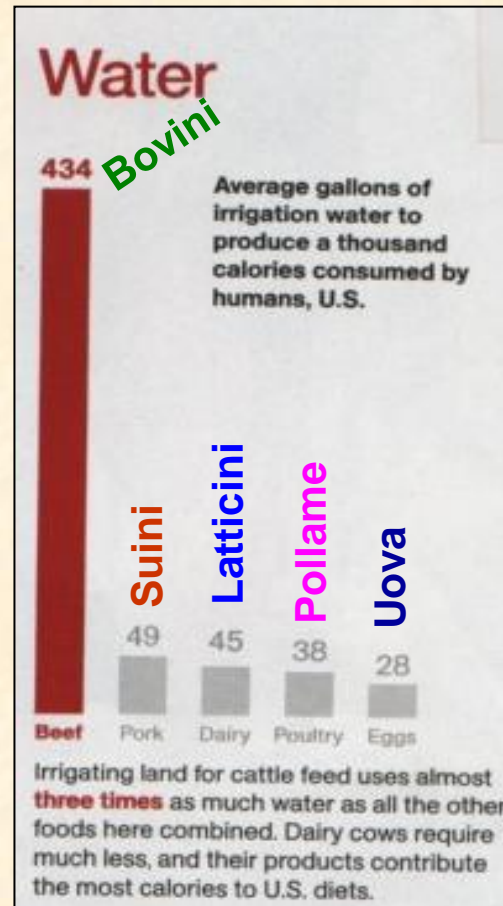 Water
Bovini
434
Average gallons of
irrigation water to
produce a thousand
calories consumed by
humans, U.S.
Suini
Latticini
Pollame
Uova
49
45
38
28
Beef
Pork
Dairy
Poultry
Eggs
Irrigating land for cattle feed uses almost
three times as much water as all the other
foods here combined. Dairy cows require
much less, and their products contribute
the most calories to U.S. diets.